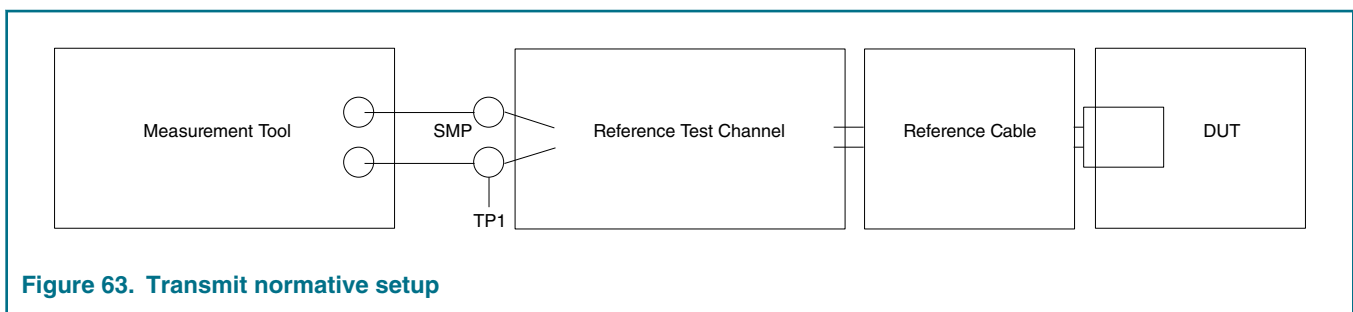 Measurement Tool
SMP
Reference Test Channel
Reference Cable
DUT
TP1
Figure 63. Transmit normative setup